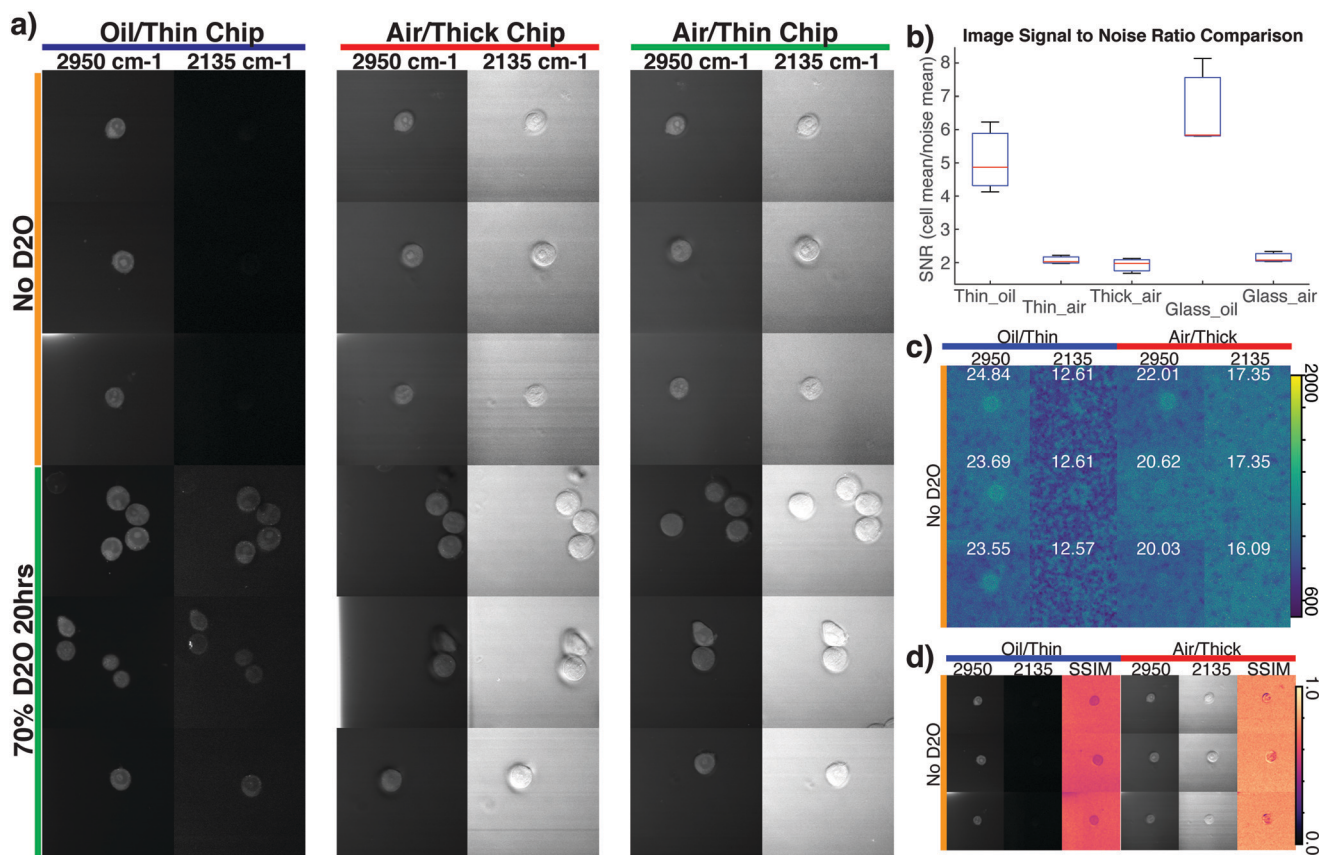 a)
Oil/Thin Chip
Air/Thick Chip
Air/Thin Chip
2950 cm-1 2135 cm-1
2950 cm-1 2135 cm-1
2950 cm-1 2135 cm-1
No D2O
70% D2O 20hrs
b)
Image Signal to Noise Ratio Comparison
SNR (cell mean/noise mean)
8
7
6
5
4
3
2
Thin_oil
Thin_air
Thick_air
Glass_oil
Glass_air
c)
Oil/Thin Air/Thick
2950 2135 2950 2135
24.84 12.61 22.01 17.35
23.69 12.61 20.62 17.35
23.55 12.57 20.03 16.09
No D2O
2000
600
d)
Oil/Thin Air/Thick
2950 2135 SSIM 2950 2135 SSIM
No D2O
1.0
0.0